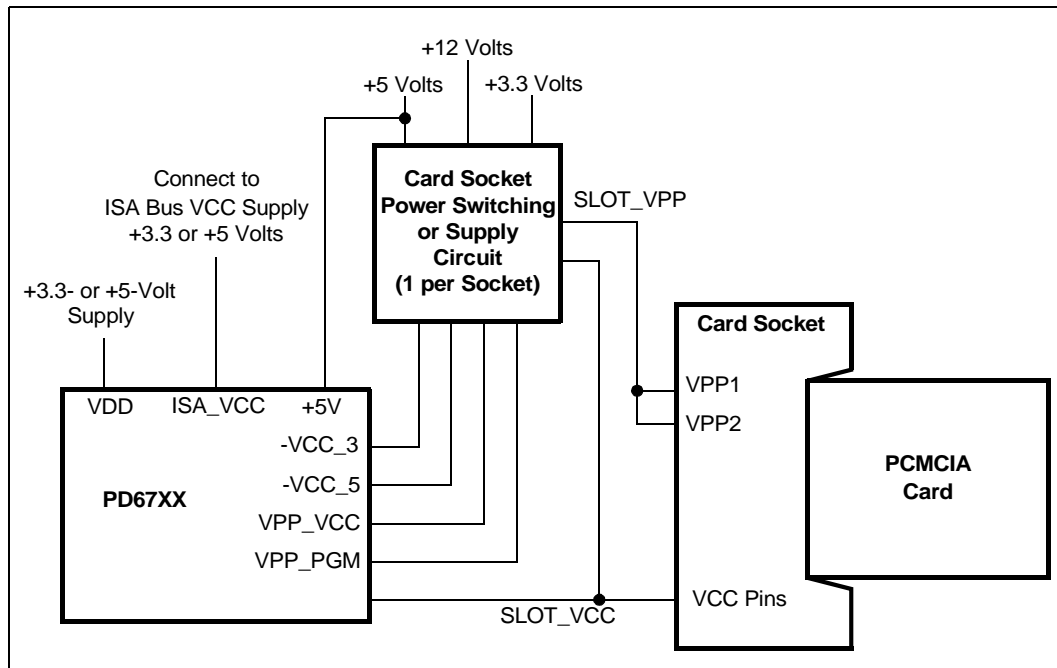 +12 Volts
+5 Volts
+3.3 Volts
Card Socket
Power Switching
or Supply
Circuit
(1 per Socket)
SLOT_VPP
Connect to
ISA Bus VCC Supply
+3.3 or +5 Volts
+3.3- or +5-Volt
Supply
Card Socket
VPP1
VPP2
VCC Pins
PCMCIA
Card
VDD
ISA_VCC
+5V
-VCC_3
-VCC_5
PD67XX
VPP_VCC
VPP_PGM
SLOT_VCC